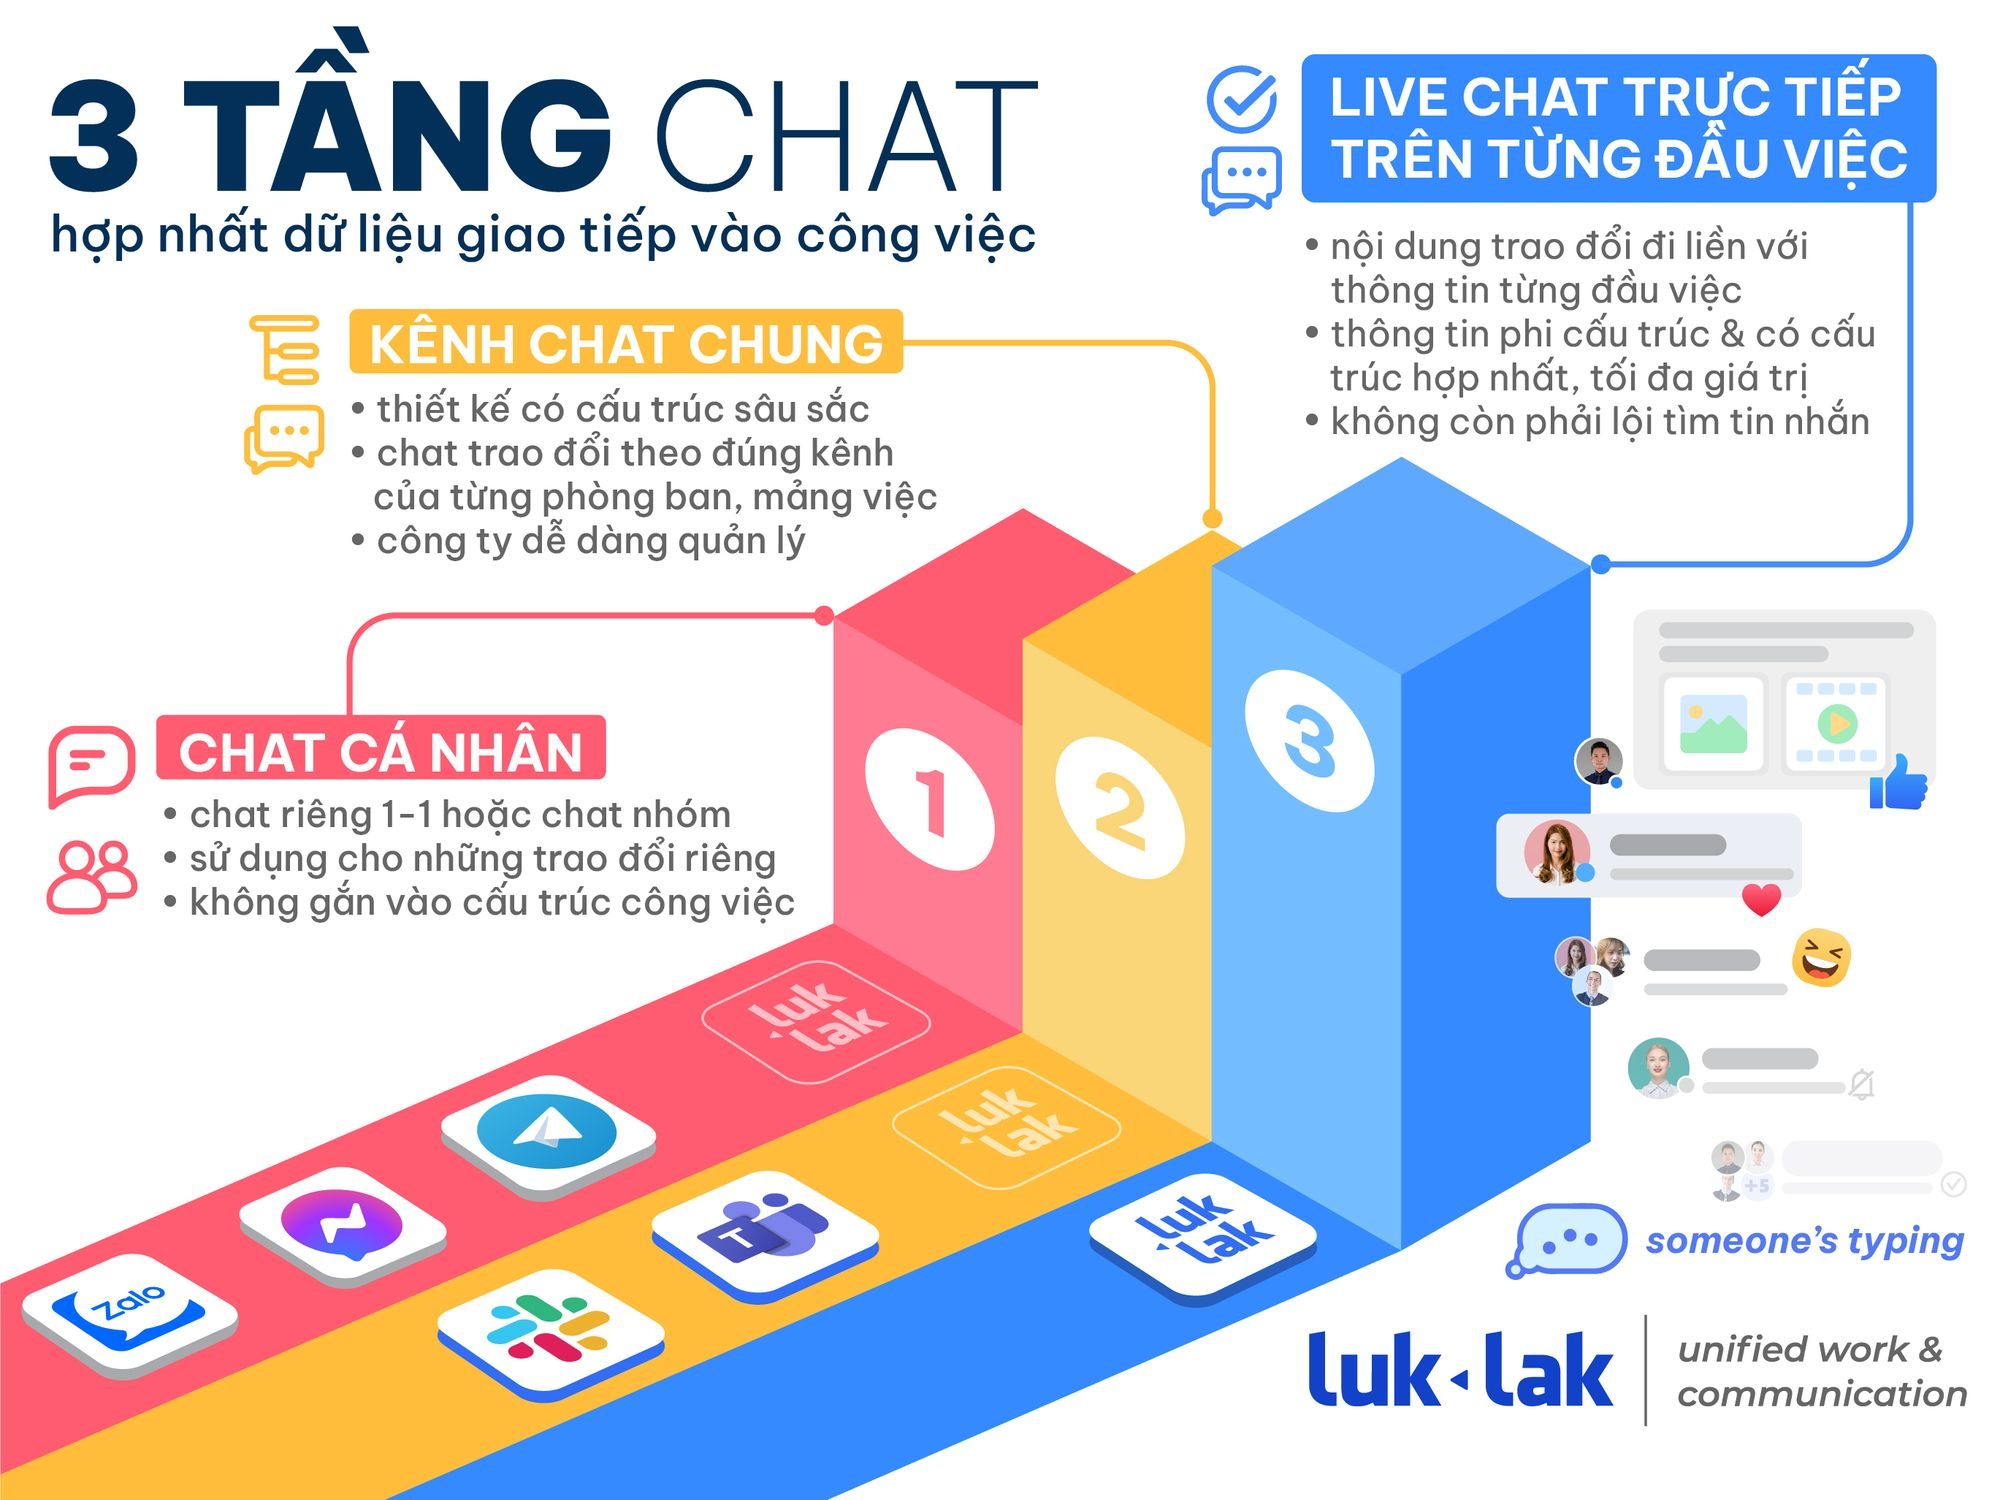 3 TẦNG CHAT
hợp nhất dữ liệu giao tiếp vào công việc
LIVE CHAT TRỰC TIẾP
TRÊN TỪNG ĐẦU VIỆC
• nội dung trao đổi đi liền với
thông tin từng đầu việc
• thông tin phi cấu trúc & có cấu
trúc hợp nhất, tối đa giá trị
• không còn phải lội tìm tin nhắn
KÊNH CHAT CHUNG
• thiết kế có cấu trúc sâu sắc
• chat trao đổi theo đúng kênh
của từng phòng ban, mảng việc
• công ty dễ dàng quản lý
CHAT CÁ NHÂN
• chat riêng 1-1 hoặc chat nhóm
• sử dụng cho những trao đổi riêng
• không gắn vào cấu trúc công việc
1
2
3
luk
lak
luk
lak
luk
lak
T
Zalo
+5
someone's typing
luk lak
unified work &
communication